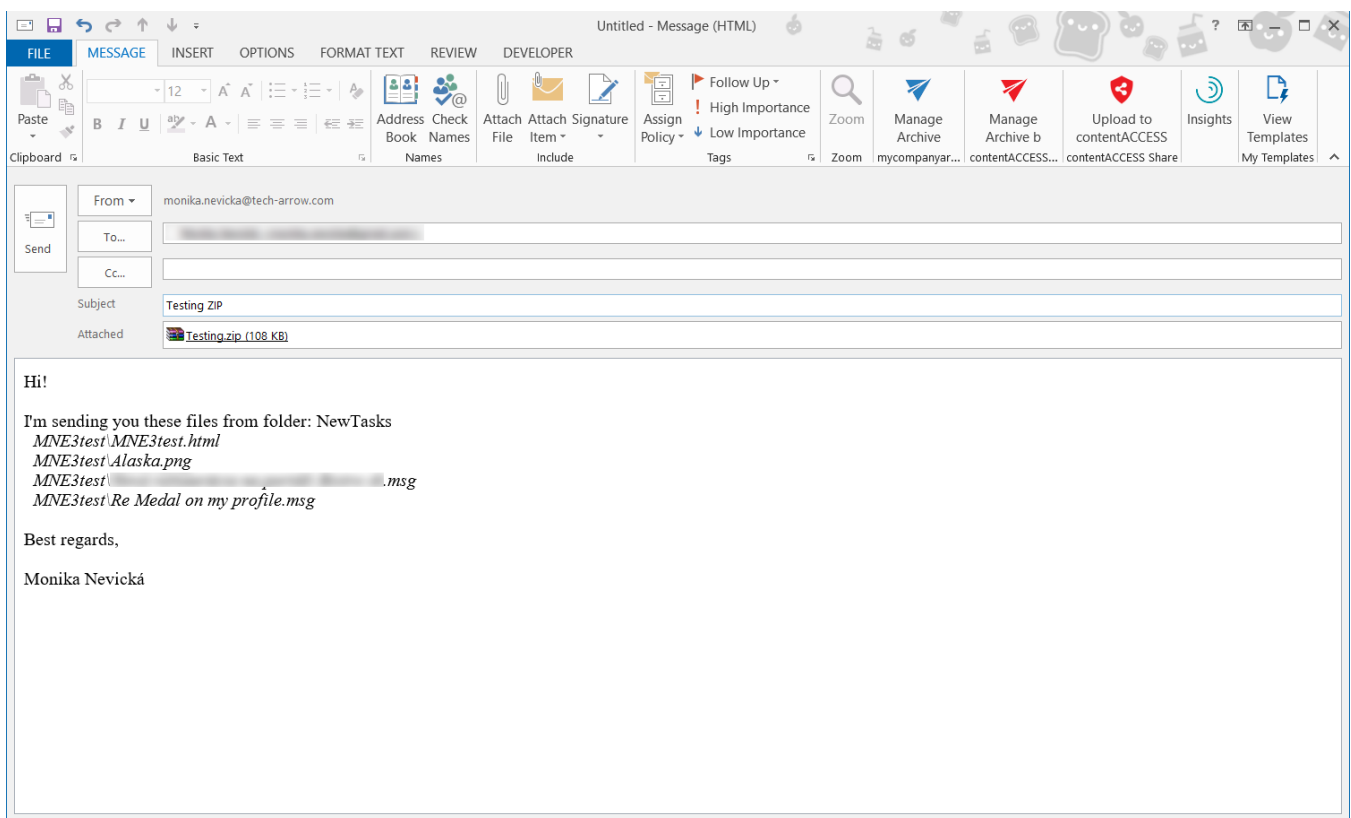 Untitled - Message (HTML)
?
FILE MESSAGE INSERT OPTIONS FORMAT TEXT REVIEW DEVELOPER
Paste
Clipboard
12
B I U
Basic Text
Address Book
Check Names
Names
Attach File
Attach Item
Signature
Include
Assign Policy
Follow Up
High Importance
Low Importance
Tags
Zoom
Zoom
Manage Archive
mycompanyar...
Manage Archive b
contentACCESS...
Upload to contentACCESS
contentACCESS Share
Insights
View Templates
My Templates
Send
From monika.nevicka@tech-arrow.com
To...
Cc...
Subject Testing ZIP
Attached Testing.zip (108 KB)
Hi!
I'm sending you these files from folder: NewTasks
MNE3test\MNE3test.html
MNE3test\Alaska.png
MNE3test\ .msg
MNE3test\Re Medal on my profile.msg
Best regards,
Monika Nevická